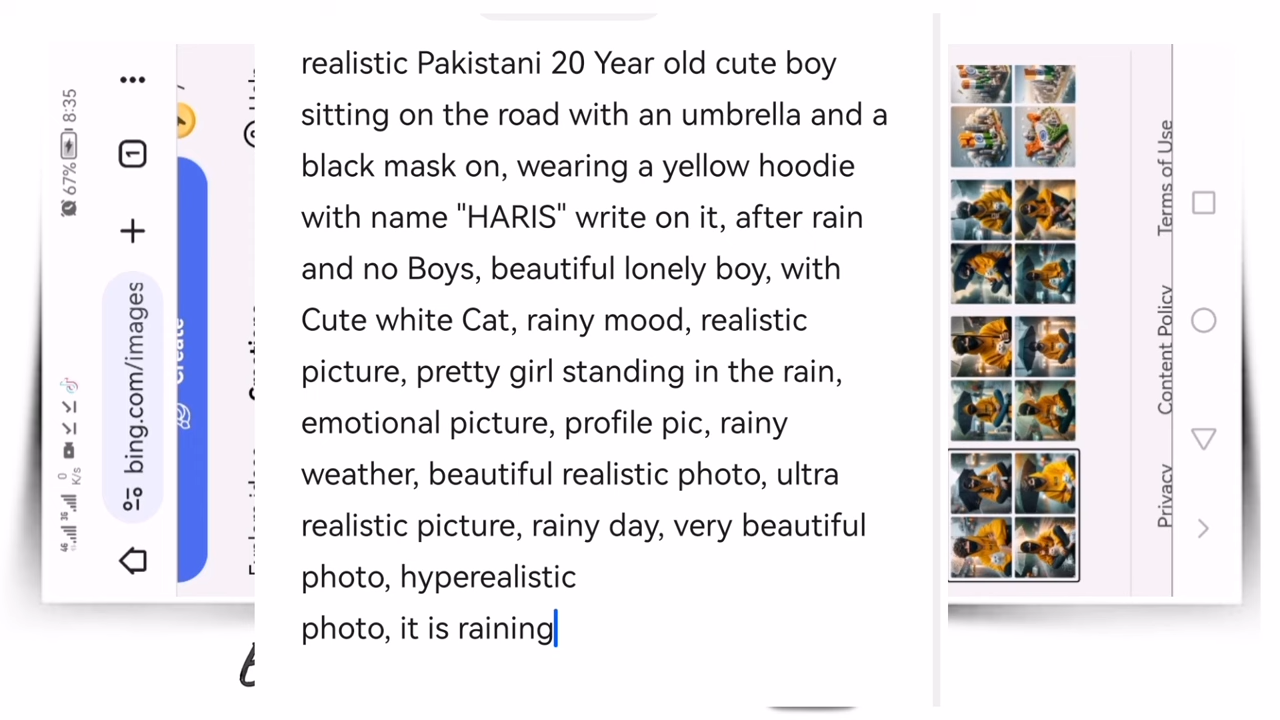 realistic Pakistani 20 Year old cute boy
sitting on the road with an umbrella and a
black mask on, wearing a yellow hoodie
with name "HARIS" write on it, after rain
and no Boys, beautiful lonely boy, with
Cute white Cat, rainy mood, realistic
picture, pretty girl standing in the rain,
emotional picture, profile pic, rainy
weather, beautiful realistic photo, ultra
realistic picture, rainy day, very beautiful
photo, hyperealistic
photo, it is raining
4G 3G 0 K/s
67% 8:35
bing.com/images
1
Privacy
Content Policy
Terms of Use